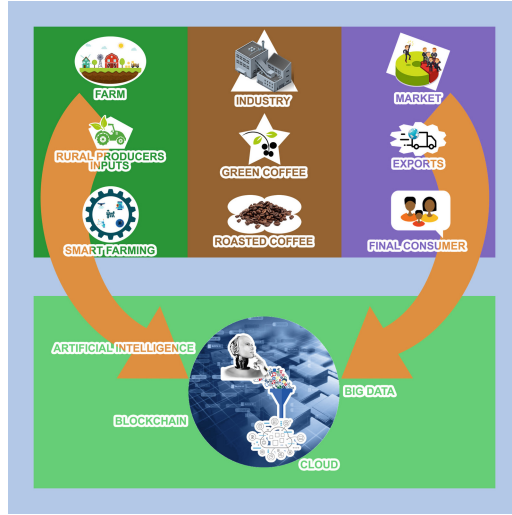 FARM
INDUSTRY
MARKET
RURAL PRODUCERS
INPUTS
GREEN COFFEE
EXPORTS
SMART FARMING
ROASTED COFFEE
FINAL CONSUMER
ARTIFICIAL INTELLIGENCE
BIG DATA
BLOCKCHAIN
CLOUD